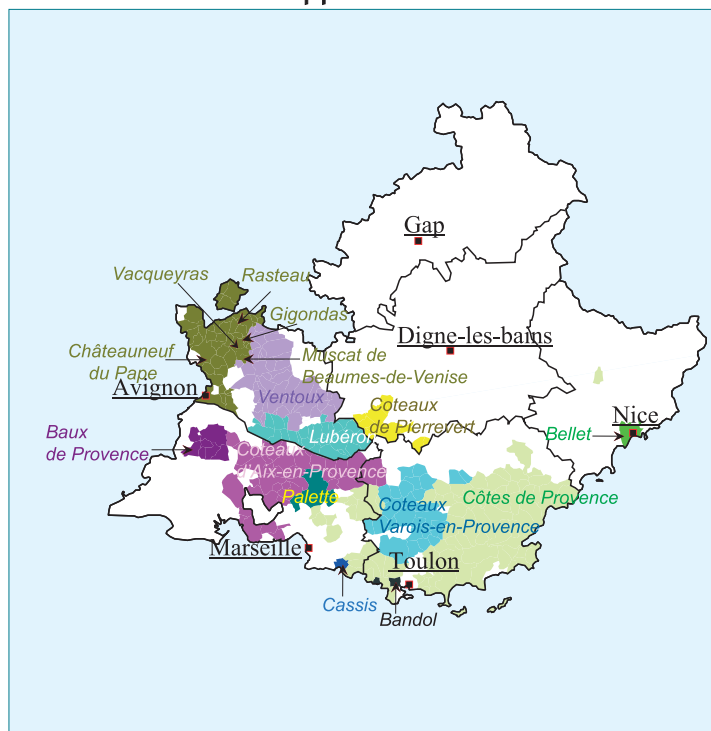 Gap
Vacqueyras
Rasteau
Gigondas
Châteauneuf
du Pape
Muscat de
Beaumes-de-Venise
Digne-les-bains
Avignon
Ventoux
Coteaux
de Pierrevert
Nice
Bellet
Baux
de Provence
Lubéron
Coteaux
d'Aix-en-Provence
Palette
Coteaux
Varois-en-Provence
Côtes de Provence
Marseille
Toulon
Cassis
Bandol